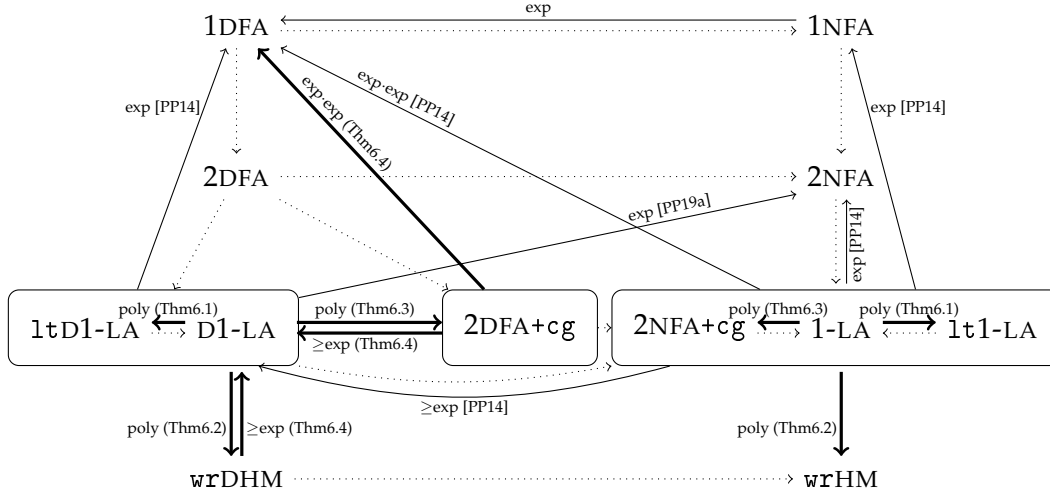 exp
1DFA 1NFA
exp [PP14] exp·exp (Thm6.4) exp·exp [PP14] exp [PP14]
2DFA 2NFA
exp [PP19a] exp [PP14]
poly (Thm6.1) poly (Thm6.3) poly (Thm6.3) poly (Thm6.1)
ltD1-LA D1-LA 2DFA+cg 2NFA+cg 1-LA lt1-LA
≥exp (Thm6.4)
≥exp [PP14]
poly (Thm6.2) ≥exp (Thm6.4) poly (Thm6.2)
wrDHM wrHM